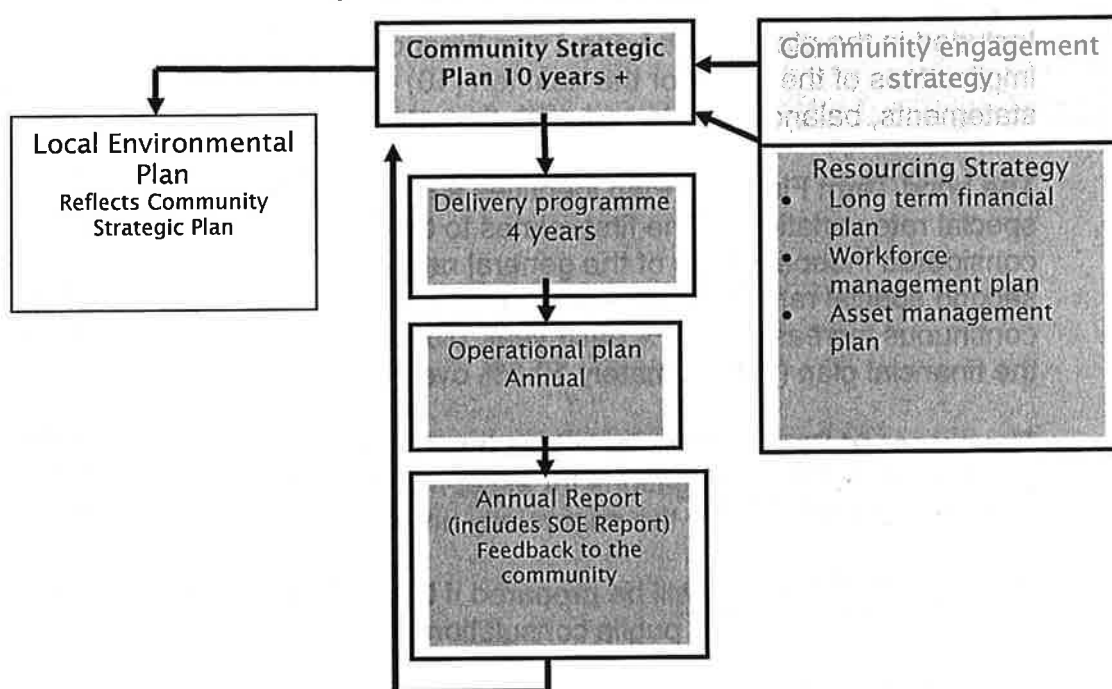 Community Strategic
Plan 10 years +
Community engagement
strategy
Local Environmental
Plan
Reflects Community
Strategic Plan
Resourcing Strategy
• Long term financial
plan
• Workforce
management plan
• Asset management
plan
Delivery programme
4 years
Operational plan
Annual
Annual Report
(includes SOE Report)
Feedback to the
community